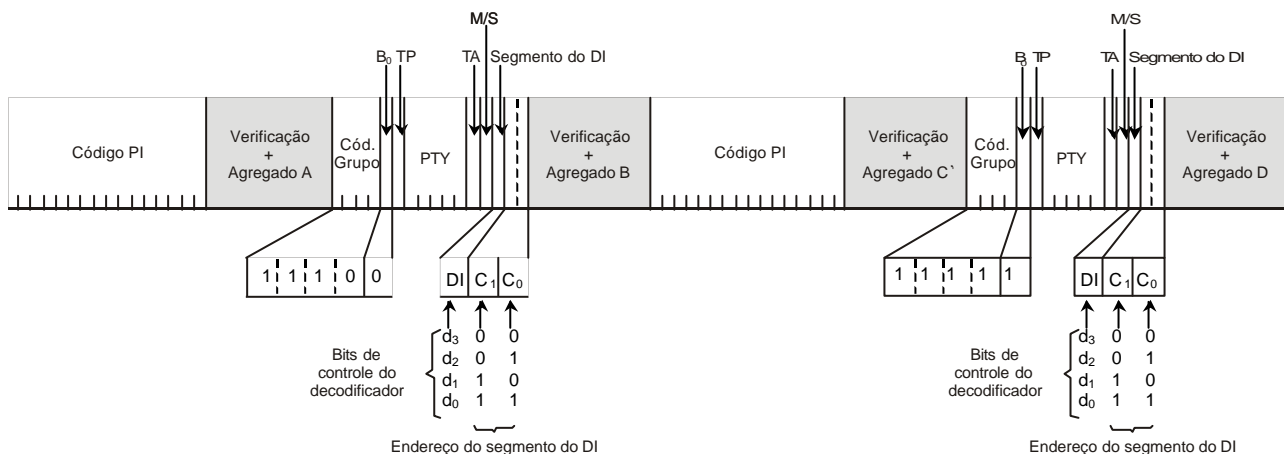 M/S
M/S
B₀ TP
TA
Segmento do DI
B₀ TP
TA
Segmento do DI
Código PI
Verificação
+
Agregado A
Cód.
Grupo
PTY
Verificação
+
Agregado B
Código PI
Verificação
+
Agregado C`
Cód.
Grupo
PTY
Verificação
+
Agregado D
1 1 1 0 0
DI C₁ C₀
1 1 1 1 1
DI C₁ C₀
Bits de
controle do
decodificador
d₃ 0 0
d₂ 0 1
d₁ 1 0
d₀ 1 1
Endereço do segmento do DI
Bits de
controle do
decodificador
d₃ 0 0
d₂ 0 1
d₁ 1 0
d₀ 1 1
Endereço do segmento do DI